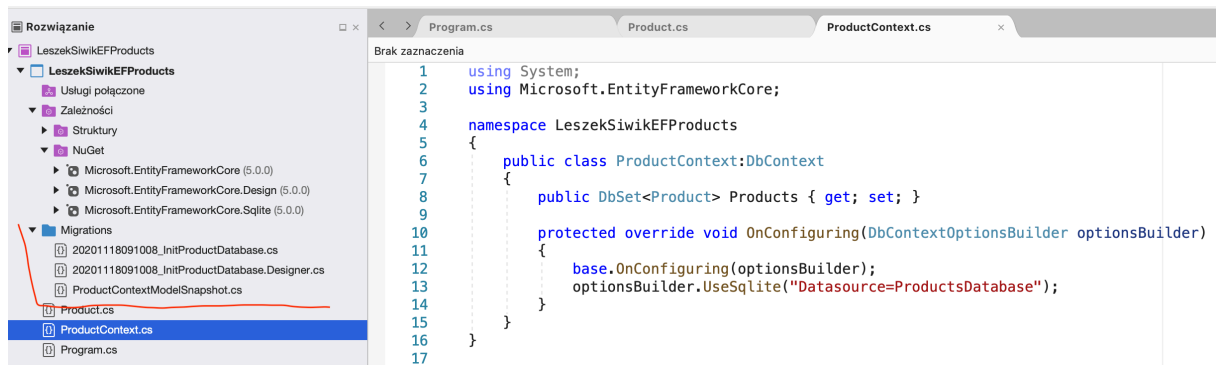 Rozwiązanie
LeszekSiwikEFProducts
LeszekSiwikEFProducts
Usługi połączone
Zależności
Struktury
NuGet
Microsoft.EntityFrameworkCore (5.0.0)
Microsoft.EntityFrameworkCore.Design (5.0.0)
Microsoft.EntityFrameworkCore.Sqlite (5.0.0)
Migrations
20201118091008_InitProductDatabase.cs
20201118091008_InitProductDatabase.Designer.cs
ProductContextModelSnapshot.cs
Product.cs
ProductContext.cs
Program.cs
Program.cs Product.cs ProductContext.cs ×
Brak zaznaczenia
1 using System;
2 using Microsoft.EntityFrameworkCore;
3
4 namespace LeszekSiwikEFProducts
5 {
6 public class ProductContext:DbContext
7 {
8 public DbSet<Product> Products { get; set; }
9
10 protected override void OnConfiguring(DbContextOptionsBuilder optionsBuilder)
11 {
12 base.OnConfiguring(optionsBuilder);
13 optionsBuilder.UseSqlite("Datasource=ProductsDatabase");
14 }
15 }
16 }
17